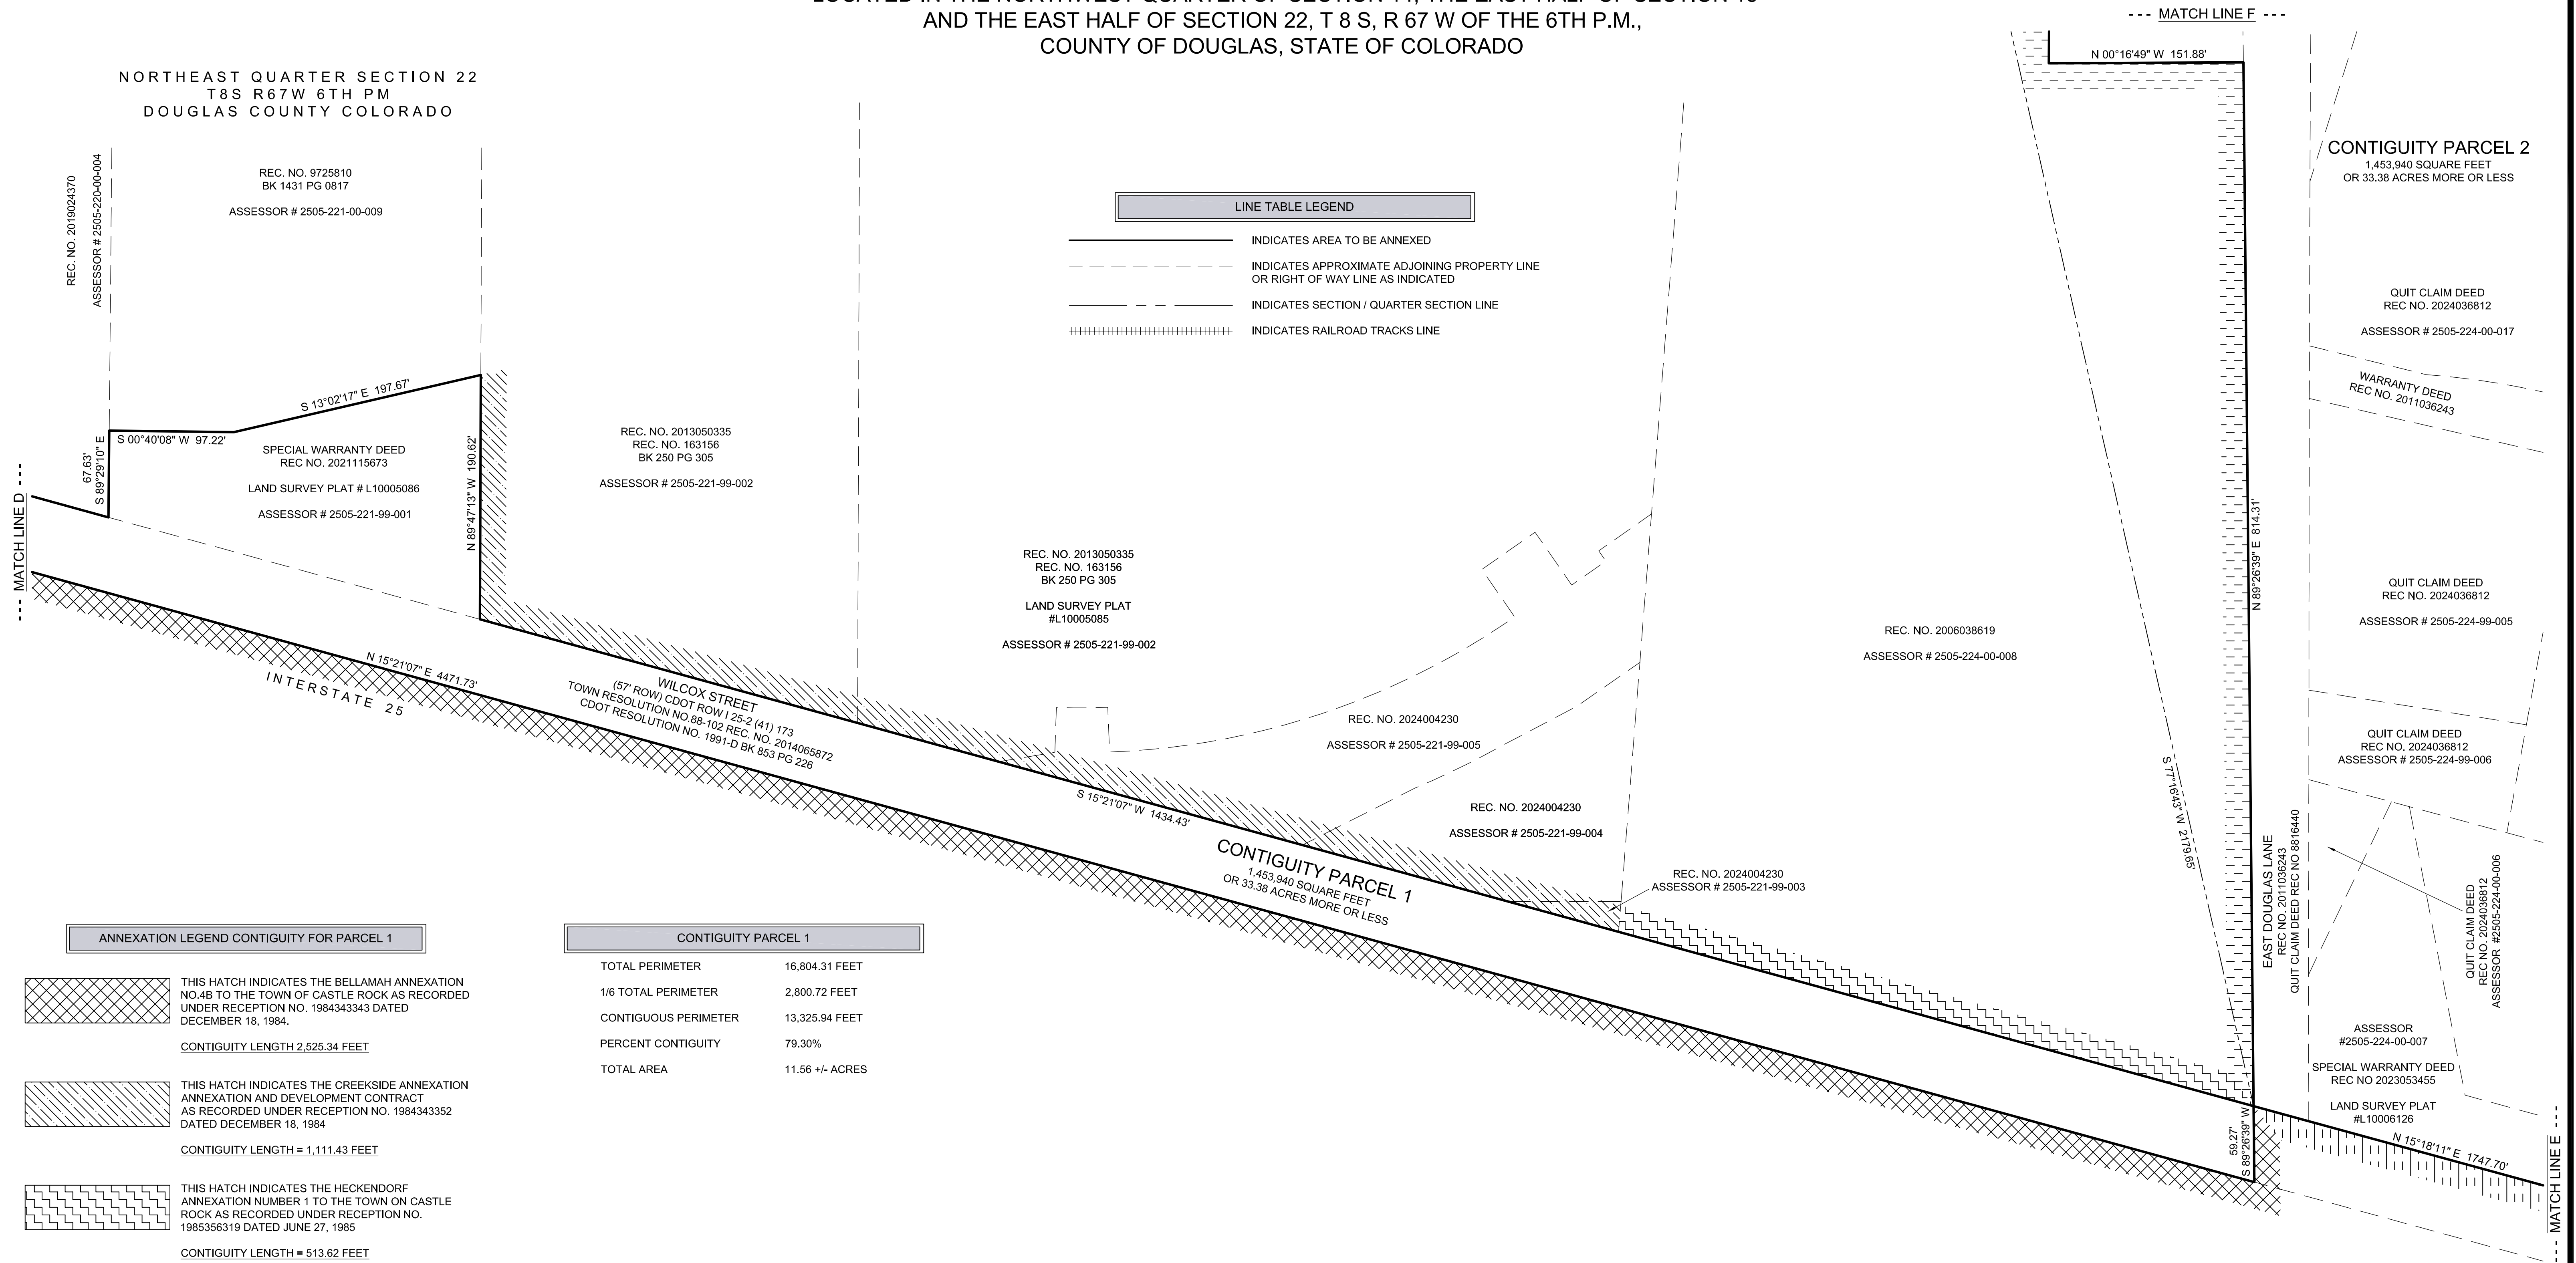 AND THE EAST HALF OF SECTION 22, T 8 S, R 67 W OF THE 6TH P.M.,
COUNTY OF DOUGLAS, STATE OF COLORADO
--- MATCH LINE F ---
N 00°16'49" W 151.88'
NORTHEAST QUARTER SECTION 22
T8S R67W 6TH PM
DOUGLAS COUNTY COLORADO
REC. NO. 2019024370
ASSESSOR # 2505-220-00-004
REC. NO. 9725810
BK 1431 PG 0817
ASSESSOR # 2505-221-00-009
LINE TABLE LEGEND
INDICATES AREA TO BE ANNEXED
INDICATES APPROXIMATE ADJOINING PROPERTY LINE
OR RIGHT OF WAY LINE AS INDICATED
INDICATES SECTION / QUARTER SECTION LINE
INDICATES RAILROAD TRACKS LINE
CONTIGUITY PARCEL 2
1,453,940 SQUARE FEET
OR 33.38 ACRES MORE OR LESS
QUIT CLAIM DEED
REC NO. 2024036812
ASSESSOR # 2505-224-00-017
WARRANTY DEED
REC NO. 2011036243
--- MATCH LINE D ---
67.63'
S 89°29'10" E
S 00°40'08" W 97.22'
S 13°02'17" E 197.67'
SPECIAL WARRANTY DEED
REC NO. 2021115673
LAND SURVEY PLAT # L10005086
ASSESSOR # 2505-221-99-001
N 89°47'13" W 190.62'
REC. NO. 2013050335
REC. NO. 163156
BK 250 PG 305
ASSESSOR # 2505-221-99-002
REC. NO. 2013050335
REC. NO. 163156
BK 250 PG 305
LAND SURVEY PLAT
#L10005085
ASSESSOR # 2505-221-99-002
REC. NO. 2006038619
ASSESSOR # 2505-224-00-008
N 89°26'39" E 814.31'
QUIT CLAIM DEED
REC NO. 2024036812
ASSESSOR # 2505-224-99-005
N 15°21'07" E 4471.73'
INTERSTATE 25
WILCOX STREET
(57' ROW) CDOT ROW I 25-2 (41) 173
TOWN RESOLUTION NO.88-102 REC. NO. 2014065872
CDOT RESOLUTION NO. 1991-D BK 853 PG 226
REC. NO. 2024004230
ASSESSOR # 2505-221-99-005
S 15°21'07" W 1434.43'
REC. NO. 2024004230
ASSESSOR # 2505-221-99-004
CONTIGUITY PARCEL 1
1,453,940 SQUARE FEET
OR 33.38 ACRES MORE OR LESS
REC. NO. 2024004230
ASSESSOR # 2505-221-99-003
S 77°16'43" W 2179.65'
QUIT CLAIM DEED
REC NO. 2024036812
ASSESSOR # 2505-224-99-006
EAST DOUGLAS LANE
REC NO. 2011036243
QUIT CLAIM DEED REC NO 8816440
QUIT CLAIM DEED
REC NO. 2024036812
ASSESSOR #2505-224-00-006
ASSESSOR
#2505-224-00-007
SPECIAL WARRANTY DEED
REC NO 2023053455
LAND SURVEY PLAT
#L10006126
59.27'
S 89°26'39" W
N 15°18'11" E 1747.70'
--- MATCH LINE E ---
ANNEXATION LEGEND CONTIGUITY FOR PARCEL 1
THIS HATCH INDICATES THE BELLAMAH ANNEXATION
NO.4B TO THE TOWN OF CASTLE ROCK AS RECORDED
UNDER RECEPTION NO. 1984343343 DATED
DECEMBER 18, 1984.
CONTIGUITY LENGTH 2,525.34 FEET
THIS HATCH INDICATES THE CREEKSIDE ANNEXATION
ANNEXATION AND DEVELOPMENT CONTRACT
AS RECORDED UNDER RECEPTION NO. 1984343352
DATED DECEMBER 18, 1984
CONTIGUITY LENGTH = 1,111.43 FEET
THIS HATCH INDICATES THE HECKENDORF
ANNEXATION NUMBER 1 TO THE TOWN ON CASTLE
ROCK AS RECORDED UNDER RECEPTION NO.
1985356319 DATED JUNE 27, 1985
CONTIGUITY LENGTH = 513.62 FEET
CONTIGUITY PARCEL 1
TOTAL PERIMETER 16,804.31 FEET
1/6 TOTAL PERIMETER 2,800.72 FEET
CONTIGUOUS PERIMETER 13,325.94 FEET
PERCENT CONTIGUITY 79.30%
TOTAL AREA 11.56 +/- ACRES